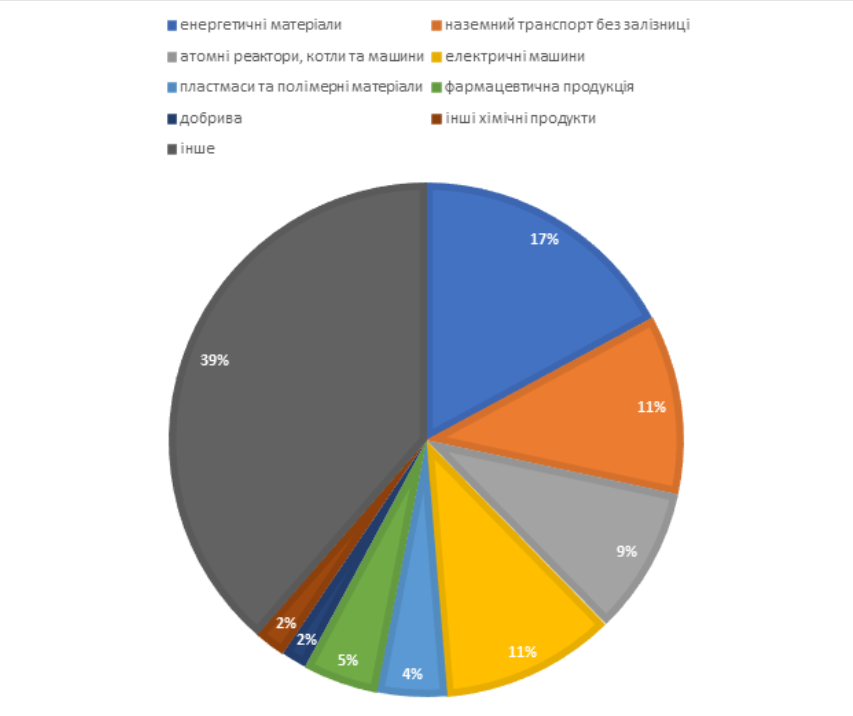 енергетичні матеріали
наземний транспорт без залізниці
атомні реактори, котли та машини
електричні машини
пластмаси та полімерні матеріали
фармацевтична продукція
добрива
інші хімічні продукти
інше
17%
11%
9%
11%
4%
5%
2%
2%
39%